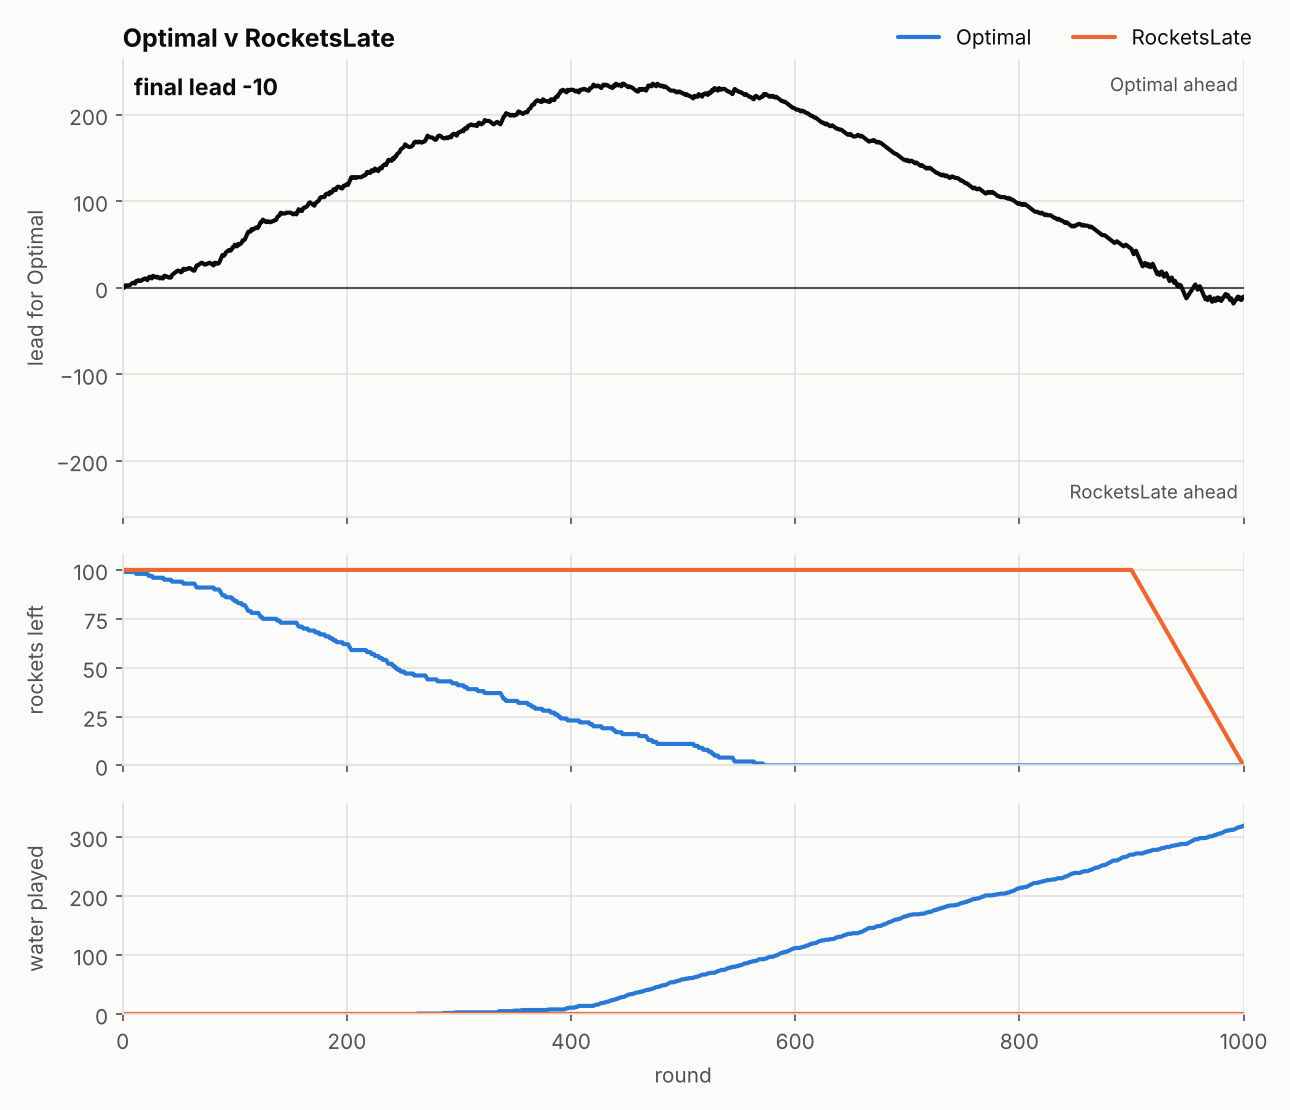 Optimal v RocketsLate
Optimal
RocketsLate
final lead -10
Optimal ahead
200
100
0
−100
−200
lead for Optimal
RocketsLate ahead
100
75
50
25
0
rockets left
300
200
100
0
water played
0
200
400
600
800
1000
round